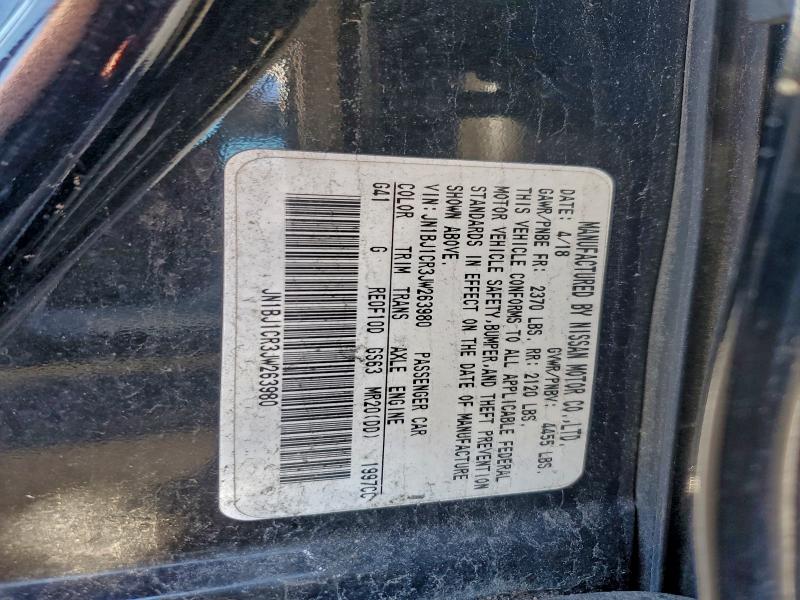 MANUFACTURED BY NISSAN MOTOR CO.,LTD.
DATE: 4/18 GVWR/PNBV: 4455 LBS.
GAWR/PNBE FR: 2370 LBS. RR: 2120 LBS.
THIS VEHICLE CONFORMS TO ALL APPLICABLE FEDERAL
MOTOR VEHICLE SAFETY,BUMPER,AND THEFT PREVENTION
STANDARDS IN EFFECT ON THE DATE OF MANUFACTURE
SHOWN ABOVE.
VIN: JN1BJ1CR3JW263980 PASSENGER CAR
COLOR TRIM TRANS AXLE ENGINE
G41 G RE0F10D GS63 MR20(DD) 1997CC
JN1BJ1CR3JW263980